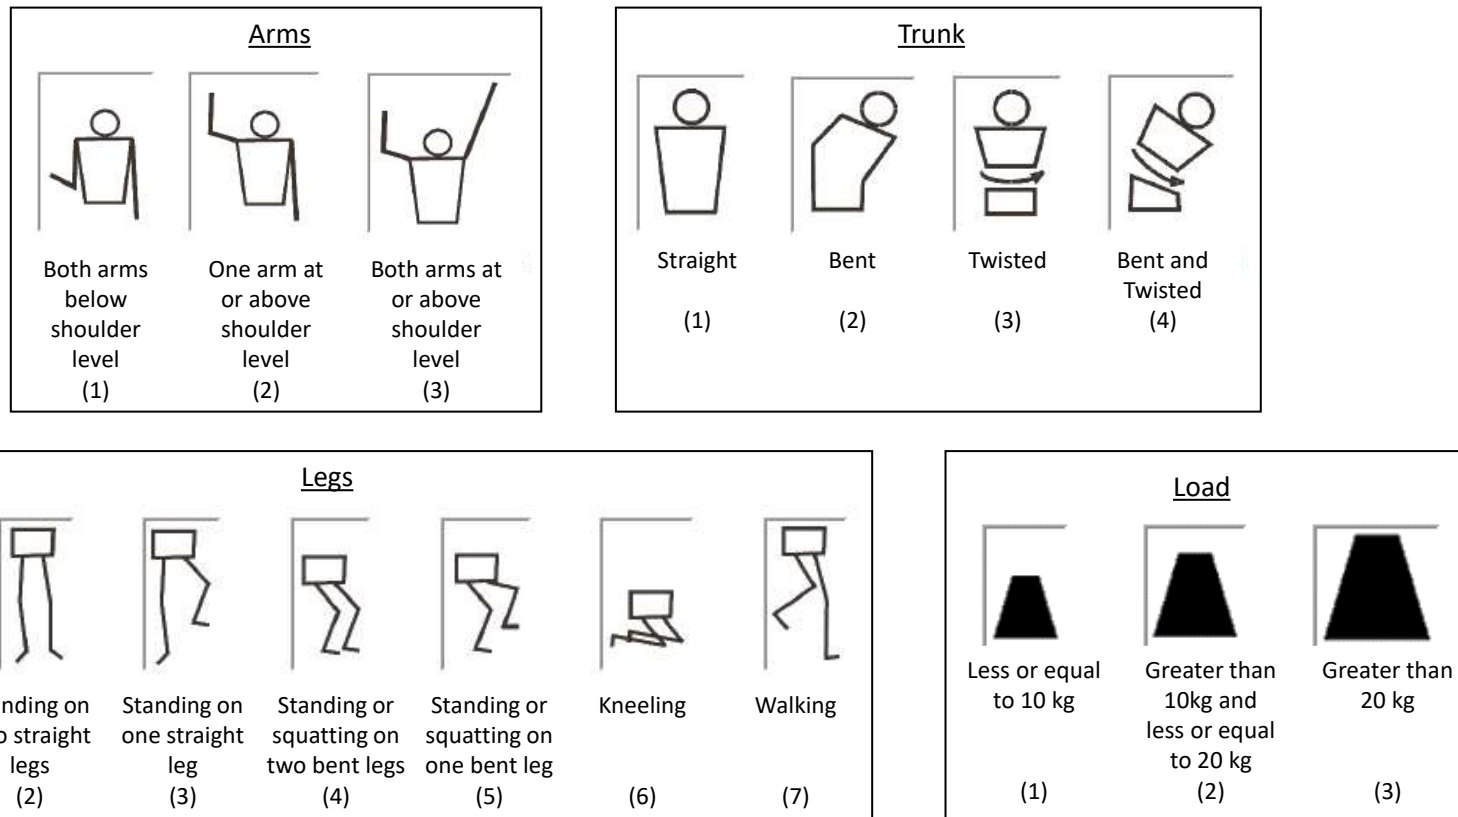 Arms
Both arms
below
shoulder
level
(1)
One arm at
or above
shoulder
level
(2)
Both arms at
or above
shoulder
level
(3)
Trunk
Straight
(1)
Bent
(2)
Twisted
(3)
Bent and
Twisted
(4)
Legs
nding on
o straight
legs
(2)
Standing on
one straight
leg
(3)
Standing or
squatting on
two bent legs
(4)
Standing or
squatting on
one bent leg
(5)
Kneeling
(6)
Walking
(7)
Load
Less or equal
to 10 kg
(1)
Greater than
10kg and
less or equal
to 20 kg
(2)
Greater than
20 kg
(3)